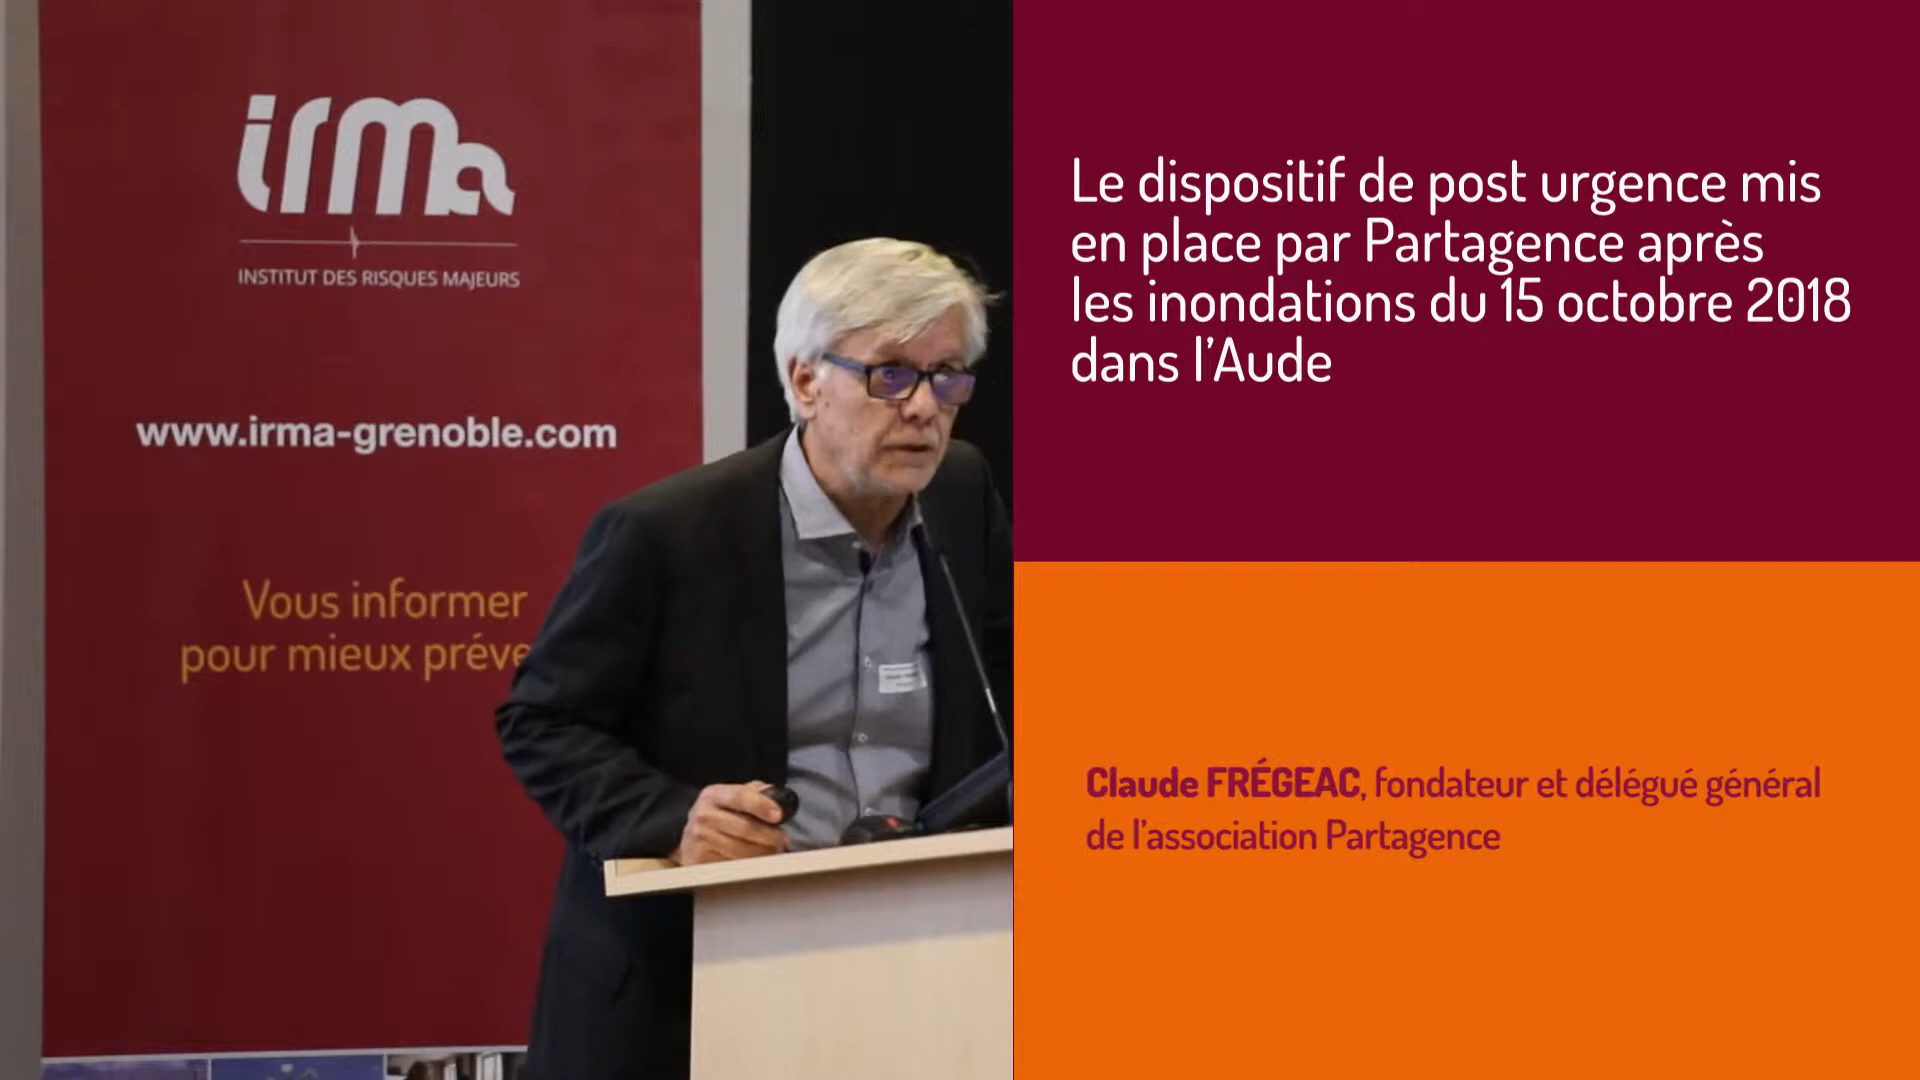 irma
INSTITUT DES RISQUES MAJEURS
www.irma-grenoble.com
Vous informer
pour mieux préve
Le dispositif de post urgence mis
en place par Partagence après
les inondations du 15 octobre 2018
dans l'Aude
Claude FRÉGEAC, fondateur et délégué général
de l'association Partagence